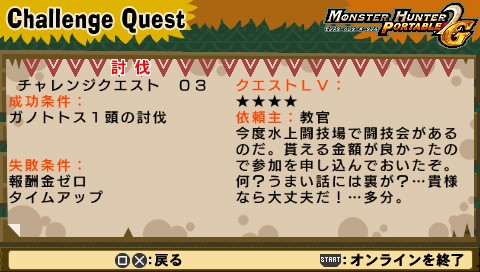 Challenge Quest
MONSTER HUNTER
PORTABLE 2nd G
討伐
チャレンジクエスト ０３
成功条件：
ガノトトス１頭の討伐
失敗条件：
報酬金ゼロ
タイムアップ
クエストＬＶ：
★★★★
依頼主：教官
今度水上闘技場で闘技会がある
のだ。貰える金額が良かったの
で参加を申し込んでおいたぞ。
何？うまい話には裏が？…貴様
なら大丈夫だ！…多分。
□×:戻る
START:オンラインを終了